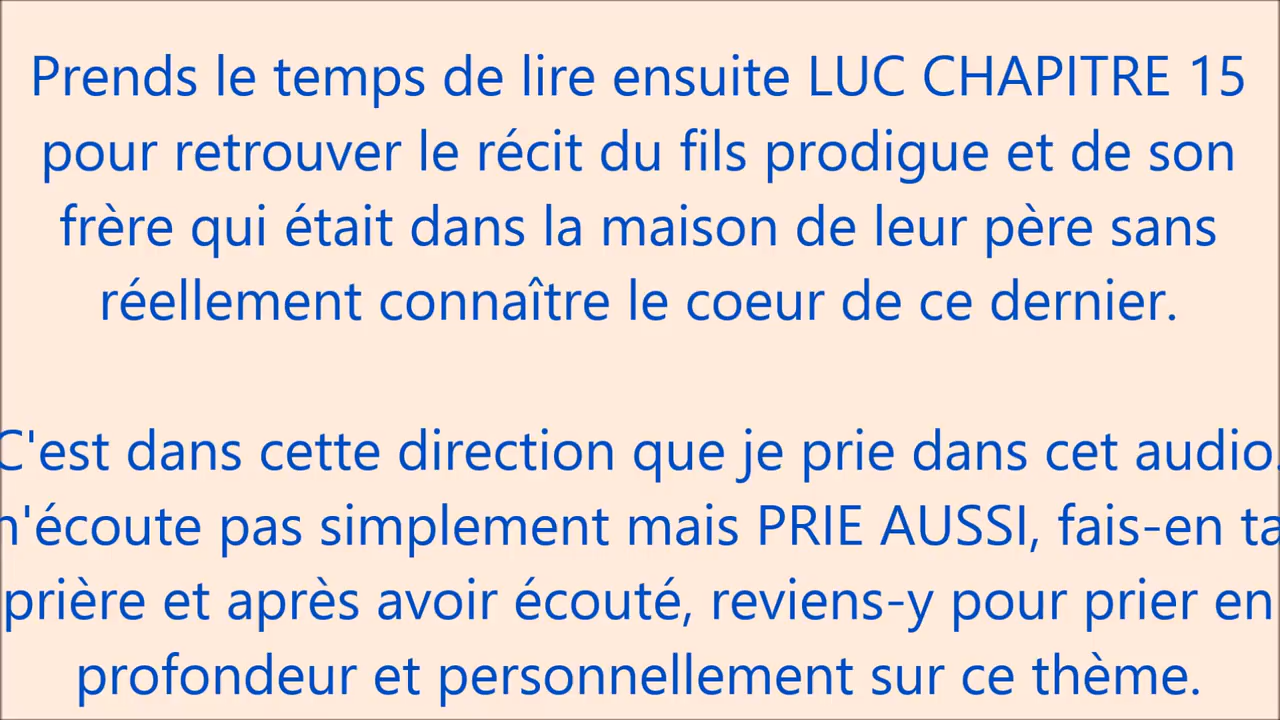 Prends le temps de lire ensuite LUC CHAPITRE 15
pour retrouver le récit du fils prodigue et de son
frère qui était dans la maison de leur père sans
réellement connaître le coeur de ce dernier.
C'est dans cette direction que je prie dans cet audio.
n'écoute pas simplement mais PRIE AUSSI, fais-en ta
prière et après avoir écouté, reviens-y pour prier en
profondeur et personnellement sur ce thème.